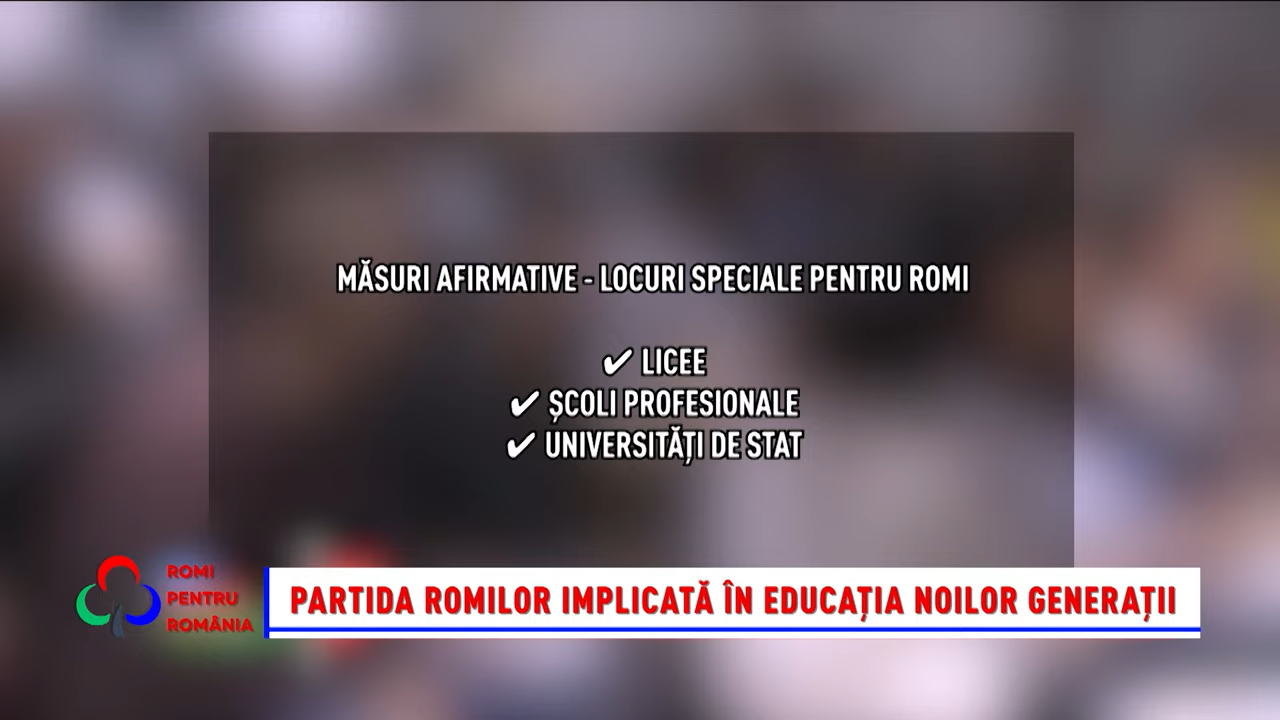 MĂSURI AFIRMATIVE - LOCURI SPECIALE PENTRU ROMI
✔ LICEE
✔ ȘCOLI PROFESIONALE
✔ UNIVERSITĂȚI DE STAT
ROMI
PENTRU
ROMÂNIA
PARTIDA ROMILOR IMPLICATĂ ÎN EDUCAȚIA NOILOR GENERAȚII